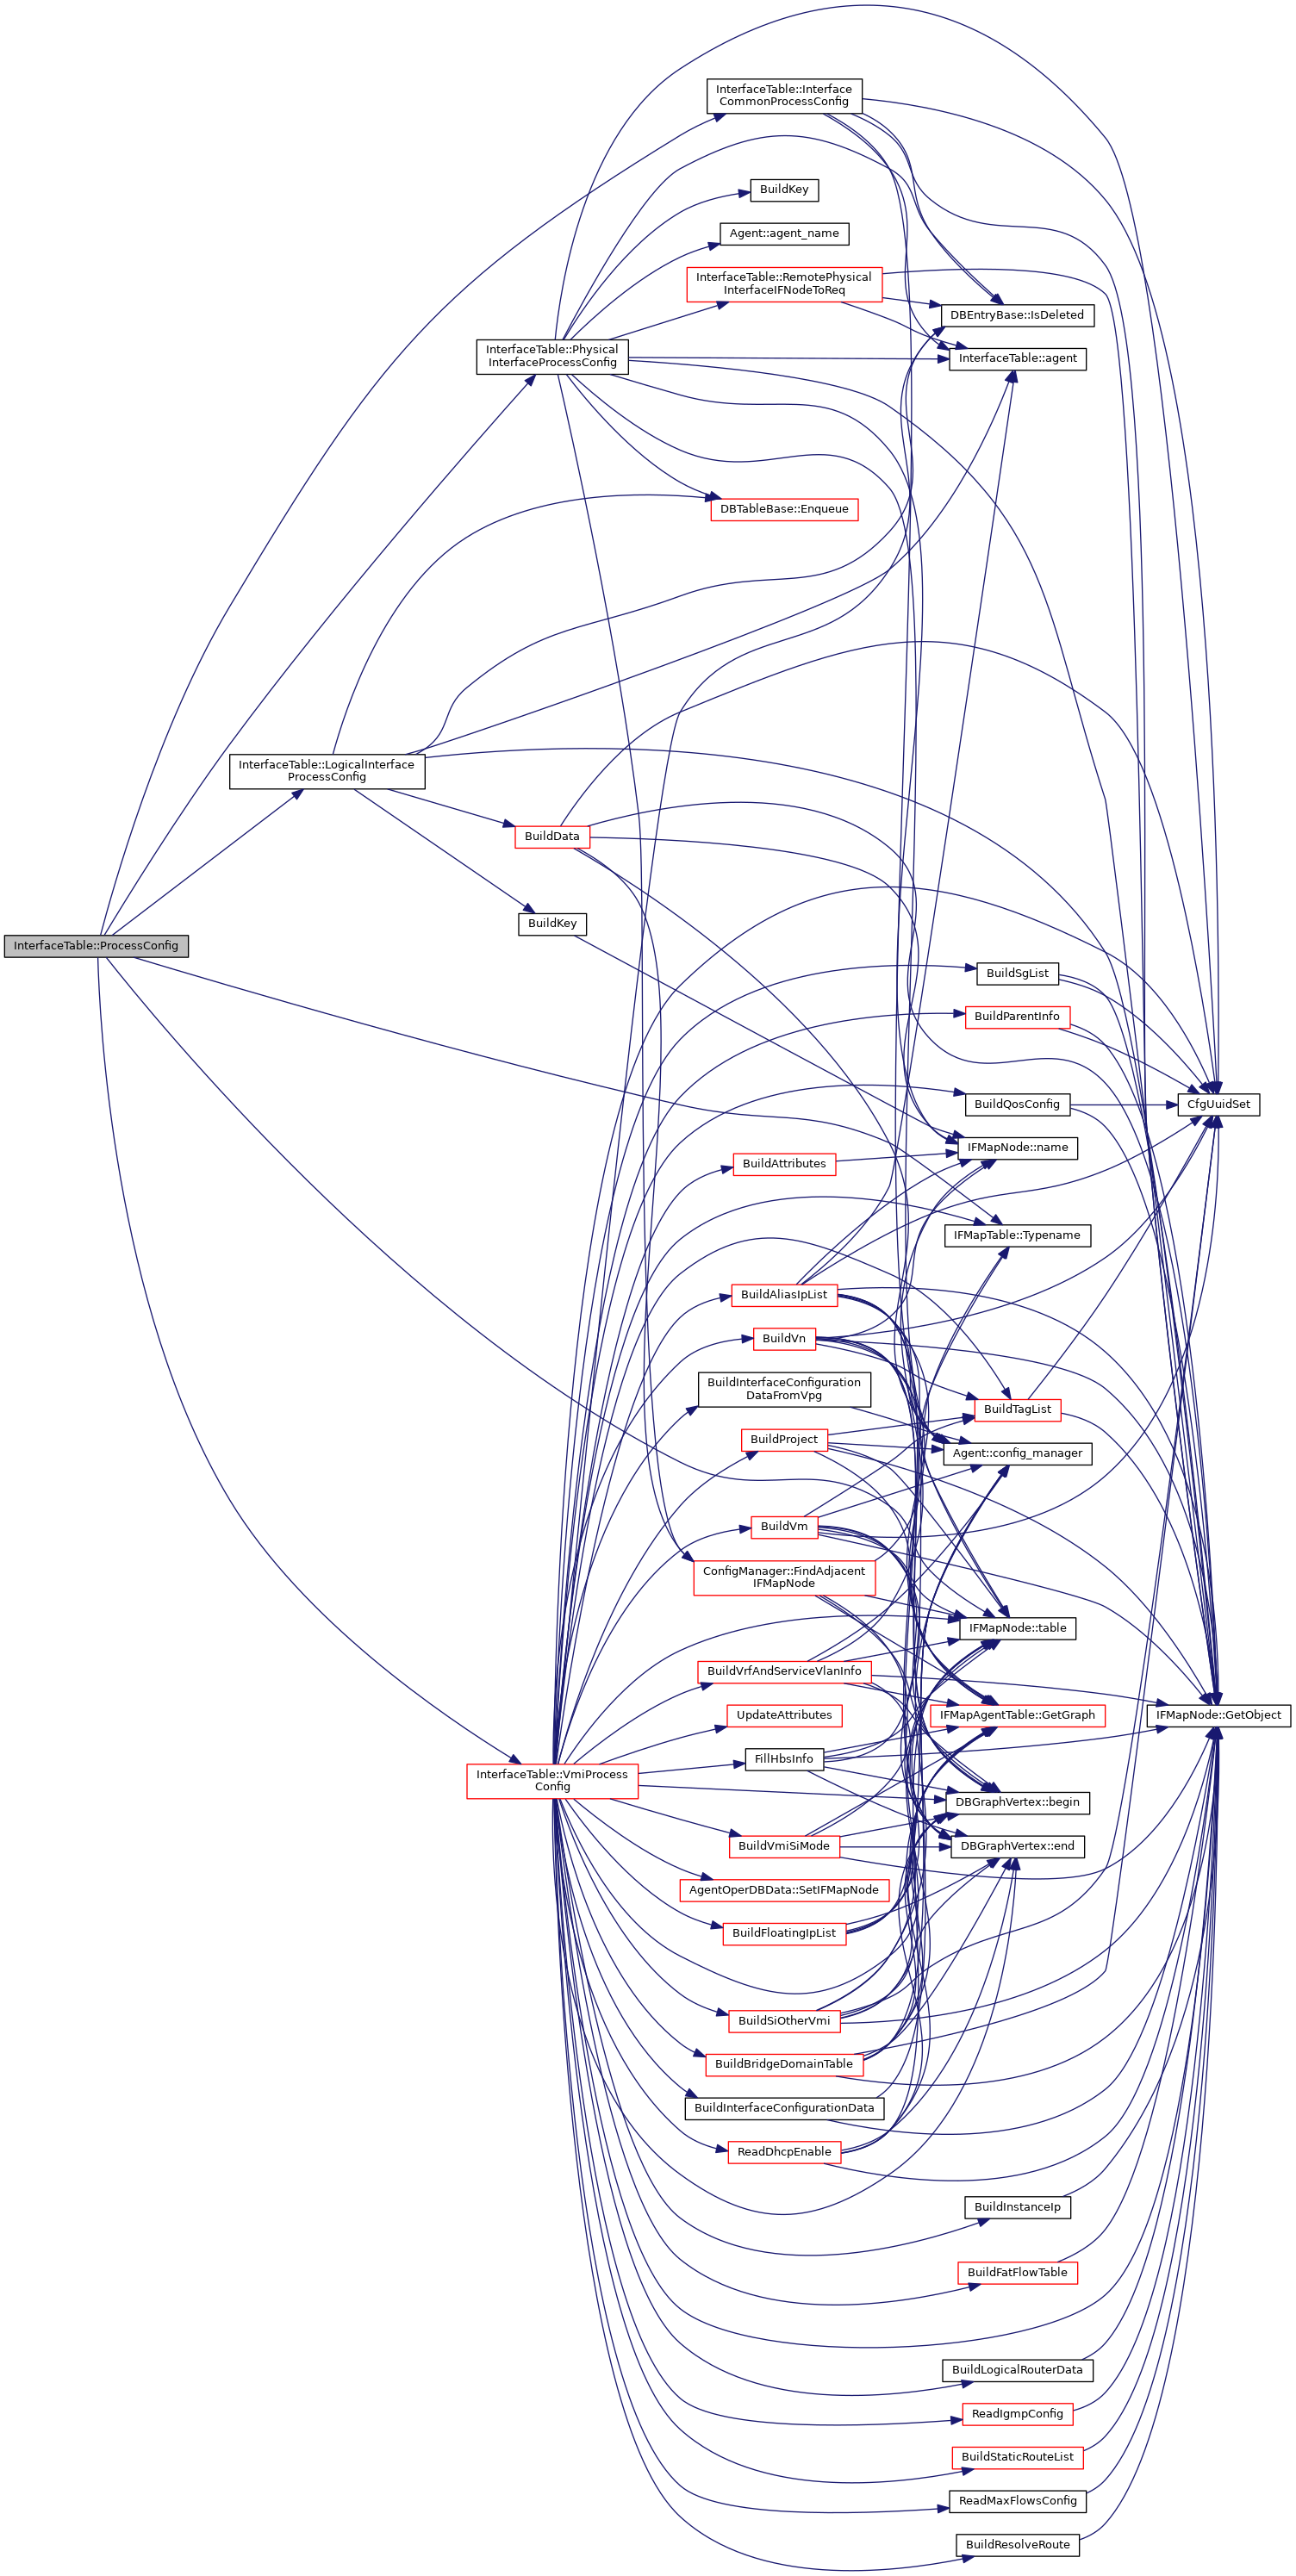 InterfaceTable::Interface
CommonProcessConfig
BuildKey
Agent::agent_name
InterfaceTable::RemotePhysical
InterfaceIFNodeToReq
DBEntryBase::IsDeleted
InterfaceTable::Physical
InterfaceProcessConfig
InterfaceTable::agent
DBTableBase::Enqueue
InterfaceTable::LogicalInterface
ProcessConfig
BuildData
BuildKey
InterfaceTable::ProcessConfig
BuildSgList
BuildParentInfo
BuildQosConfig
CfgUuidSet
IFMapNode::name
BuildAttributes
IFMapTable::Typename
BuildAliasIpList
BuildVn
BuildInterfaceConfiguration
DataFromVpg
BuildTagList
BuildProject
Agent::config_manager
BuildVm
ConfigManager::FindAdjacent
IFMapNode
IFMapNode::table
BuildVrfAndServiceVlanInfo
UpdateAttributes
IFMapAgentTable::GetGraph
IFMapNode::GetObject
FillHbsInfo
InterfaceTable::VmiProcess
Config
DBGraphVertex::begin
BuildVmiSiMode
DBGraphVertex::end
AgentOperDBData::SetIFMapNode
BuildFloatingIpList
BuildSiOtherVmi
BuildBridgeDomainTable
BuildInterfaceConfigurationData
ReadDhcpEnable
BuildInstanceIp
BuildFatFlowTable
BuildLogicalRouterData
ReadIgmpConfig
BuildStaticRouteList
ReadMaxFlowsConfig
BuildResolveRoute